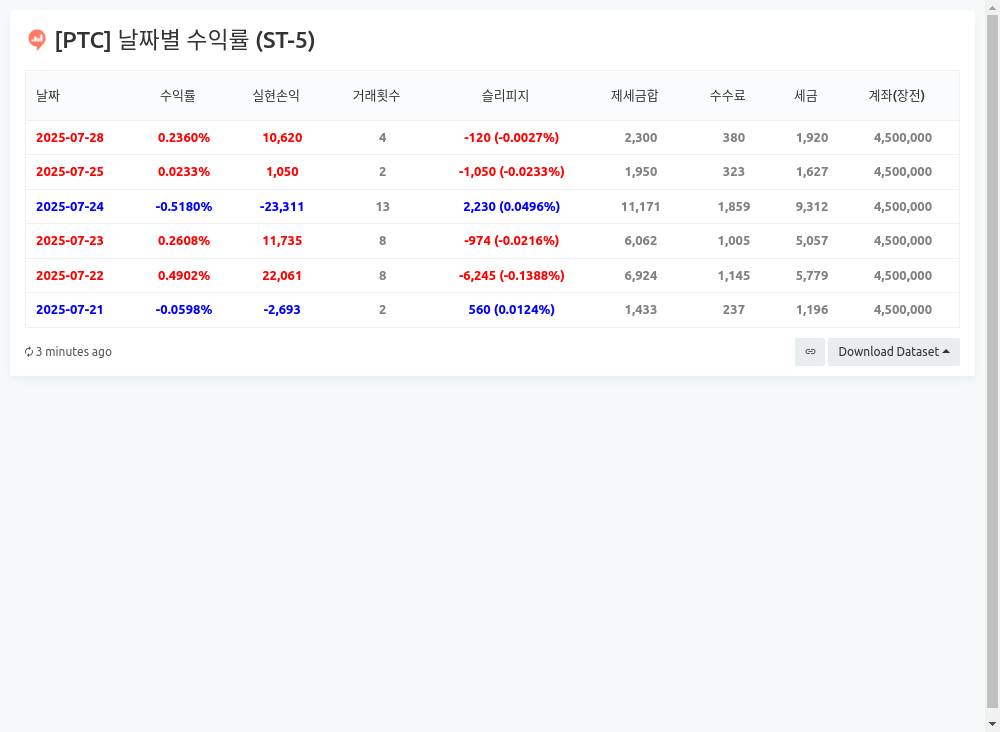 [PTC] 날짜별 수익률 (ST-5)
날짜 수익률 실현손익 거래횟수 슬리피지 제세금합 수수료 세금 계좌(장전)
2025-07-28 0.2360% 10,620 4 -120 (-0.0027%) 2,300 380 1,920 4,500,000
2025-07-25 0.0233% 1,050 2 -1,050 (-0.0233%) 1,950 323 1,627 4,500,000
2025-07-24 -0.5180% -23,311 13 2,230 (0.0496%) 11,171 1,859 9,312 4,500,000
2025-07-23 0.2608% 11,735 8 -974 (-0.0216%) 6,062 1,005 5,057 4,500,000
2025-07-22 0.4902% 22,061 8 -6,245 (-0.1388%) 6,924 1,145 5,779 4,500,000
2025-07-21 -0.0598% -2,693 2 560 (0.0124%) 1,433 237 1,196 4,500,000
3 minutes ago Download Dataset